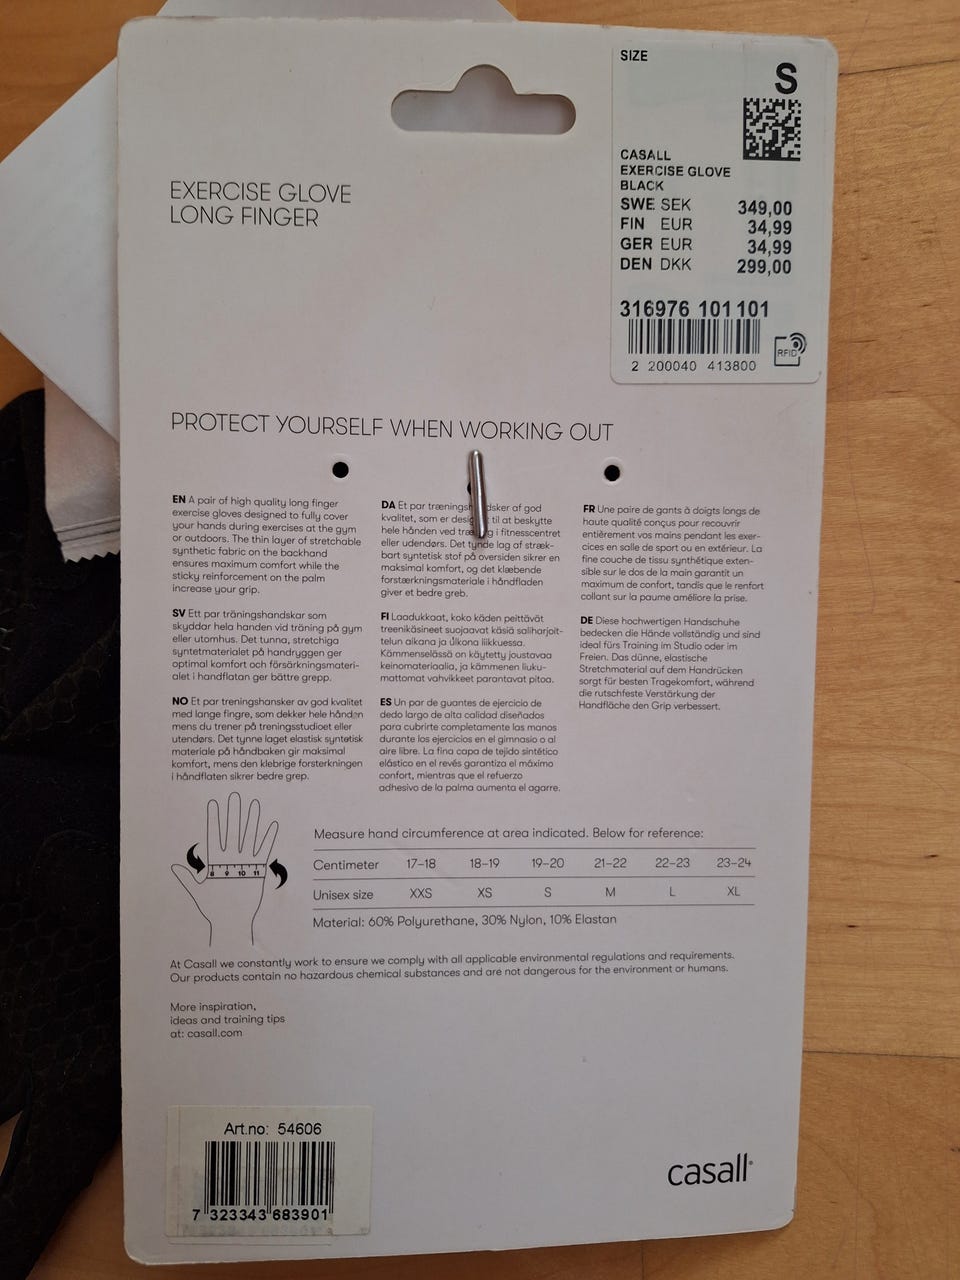 SIZE
S
CASALL
EXERCISE GLOVE
BLACK
SWE SEK 349,00
FIN EUR 34,99
GER EUR 34,99
DEN DKK 299,00
316976 101101
2 200040 413800
RFID
EXERCISE GLOVE
LONG FINGER
PROTECT YOURSELF WHEN WORKING OUT
EN A pair of high quality long finger
exercise gloves designed to fully cover
your hands during exercises at the gym
or outdoors. The thin layer of stretchable
synthetic fabric on the backhand
ensures maximum comfort while the
sticky reinforcement on the palm
increase your grip.
SV Ett par träningshandskar som
skyddar hela handen vid träning på gym
eller utomhus. Det tunna, stretchiga
syntetmaterialet på handryggen ger
optimal komfort och försärkningsmateri-
alet i handflatan ger bättre grepp.
NO Et par treningshansker av god kvalitet
med lange fingre, som dekker hele hånden
mens du trener på treningsstudioet eller
utendørs. Det tynne laget elastisk syntetisk
materiale på håndbaken gir maksimal
komfort, mens den klebrige forsterkningen
i håndflaten sikrer bedre grep.
DA Et par trænings dsker af god
kvalitet, som er til at beskytte
hele hånden ved i fitnesscentret
eller udendørs. Det tynde lag af stræk-
bart syntetisk stof på oversiden sikrer en
maksimal komfort, og det klæbende
forstærkningsmateriale i håndfladen
giver et bedre greb.
FI Laadukkaat, koko käden peittävät
treenikäsineet suojaavat käsiä saliharjoit-
telun aikana ja ulkona liikkuessa.
Kämmenselässä on käytetty joustavaa
keinomateriaalia, ja kämmenen liuku-
mattomat vahvikkeet parantavat pitoa.
ES Un par de guantes de ejercicio de
dedo largo de alta calidad diseñados
para cubrirte completamente las manos
durante los ejercicios en el gimnasio o al
aire libre. La fina capa de tejido sintético
elástico en el revés garantiza el máximo
confort, mientras que el refuerzo
adhesivo de la palma aumenta el agarre.
FR Une paire de gants à doigts longs de
haute qualité conçus pour recouvrir
entièrement vos mains pendant les exer-
cices en salle de sport ou en extérieur. La
fine couche de tissu synthétique exten-
sible sur le dos de la main garantit un
maximum de confort, tandis que le renfort
collant sur la paume améliore la prise.
DE Diese hochwertigen Handschuhe
bedecken die Hände vollständig und sind
ideal fürs Training im Studio oder im
Freien. Das dünne, elastische
Stretchmaterial auf dem Handrücken
sorgt für besten Tragekomfort, während
die rutschfeste Verstärkung der
Handfläche den Grip verbessert.
8 9 10 11
Measure hand circumference at area indicated. Below for reference:
Centimeter 17–18 18–19 19–20 21–22 22–23 23–24
Unisex size XXS XS S M L XL
Material: 60% Polyurethane, 30% Nylon, 10% Elastan
At Casall we constantly work to ensure we comply with all applicable environmental regulations and requirements.
Our products contain no hazardous chemical substances and are not dangerous for the environment or humans.
More inspiration,
ideas and training tips
at: casall.com
Art.no: 54606
7 323343 683901
casall®